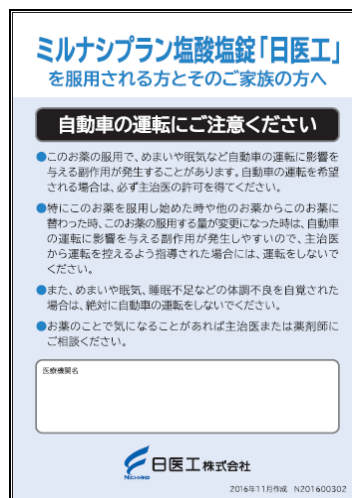 ミルナシプラン塩酸塩錠「日医工」
を服用される方とそのご家族の方へ
自動車の運転にご注意ください
●このお薬の服用で、めまいや眠気など自動車の運転に影響を
与える副作用が発生することがあります。自動車の運転を希望
される場合は、必ず主治医の許可を得てください。
●特にこのお薬を服用し始めた時や他のお薬からこのお薬に
替わった時、このお薬の服用する量が変更になった時は、自動車
の運転に影響を与える副作用が発生しやすいので、主治医
から運転を控えるよう指導された場合には、運転をしないで
ください。
●また、めまいや眠気、睡眠不足などの体調不良を自覚された
場合は、絶対に自動車の運転をしないでください。
●お薬のことで気になることがあれば主治医または薬剤師に
ご相談ください。
医療機関名
NICHI-IKO
日医工株式会社
2016年11月作成 N201600302